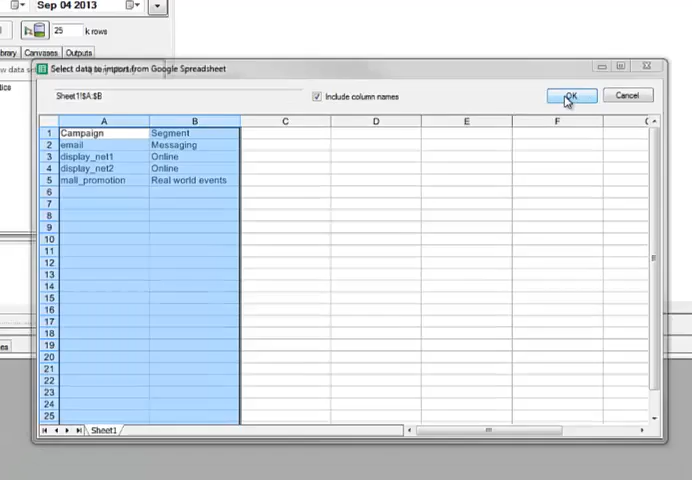 Sep 04 2013
25 k rows
brary Canvases Outputs
Select data to import from Google Spreadsheet
Sheet1!$A:$B
Include column names
OK
Cancel
A B C D E F
1 Campaign Segment
2 email Messaging
3 display_net1 Online
4 display_net2 Online
5 mall_promotion Real world events
6
7
8
9
10
11
12
13
14
15
16
17
18
19
20
21
22
23
24
25
Sheet1